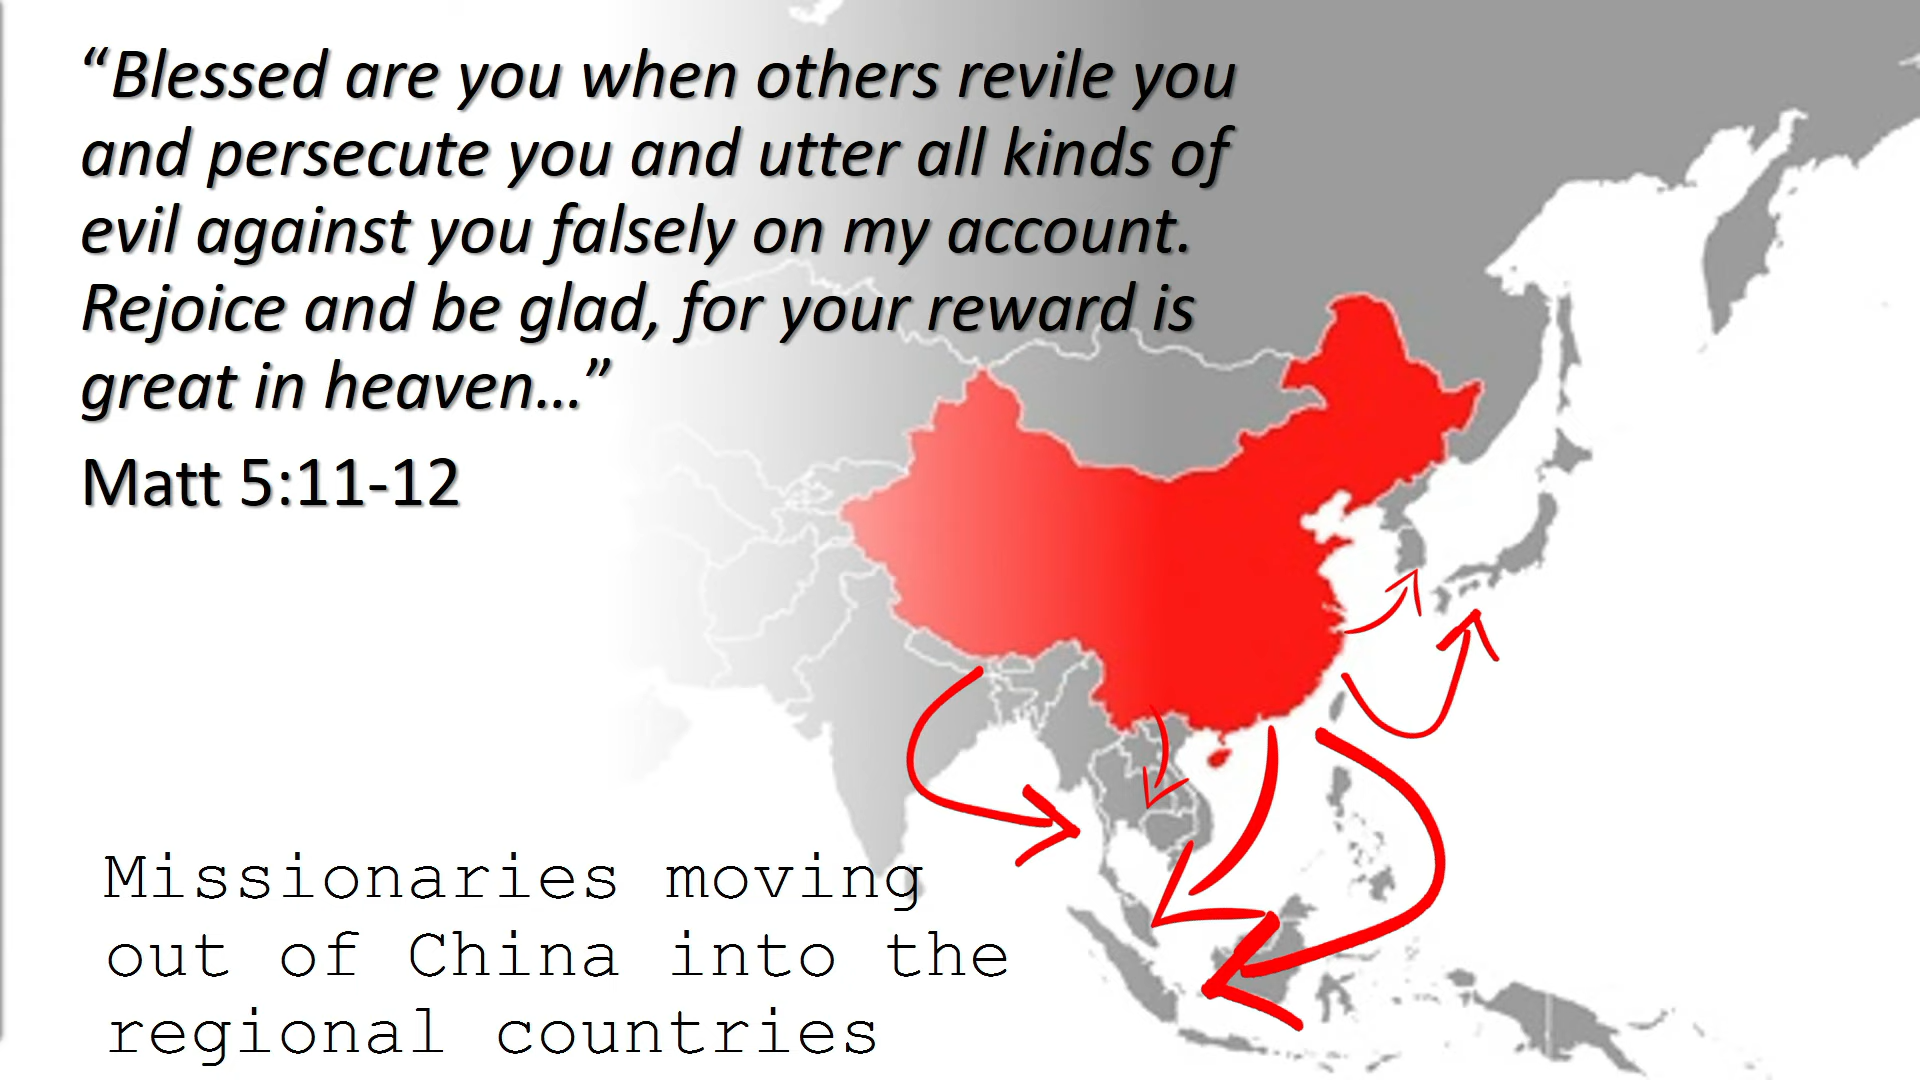 “Blessed are you when others revile you
and persecute you and utter all kinds of
evil against you falsely on my account.
Rejoice and be glad, for your reward is
great in heaven…”
Matt 5:11-12
Missionaries moving
out of China into the
regional countries